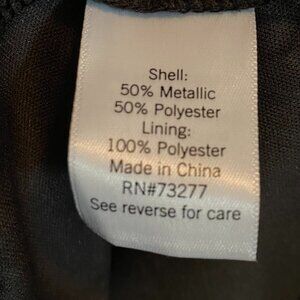 Shell:
50% Metallic
50% Polyester
Lining:
100% Polyester
Made in China
RN#73277
See reverse for care